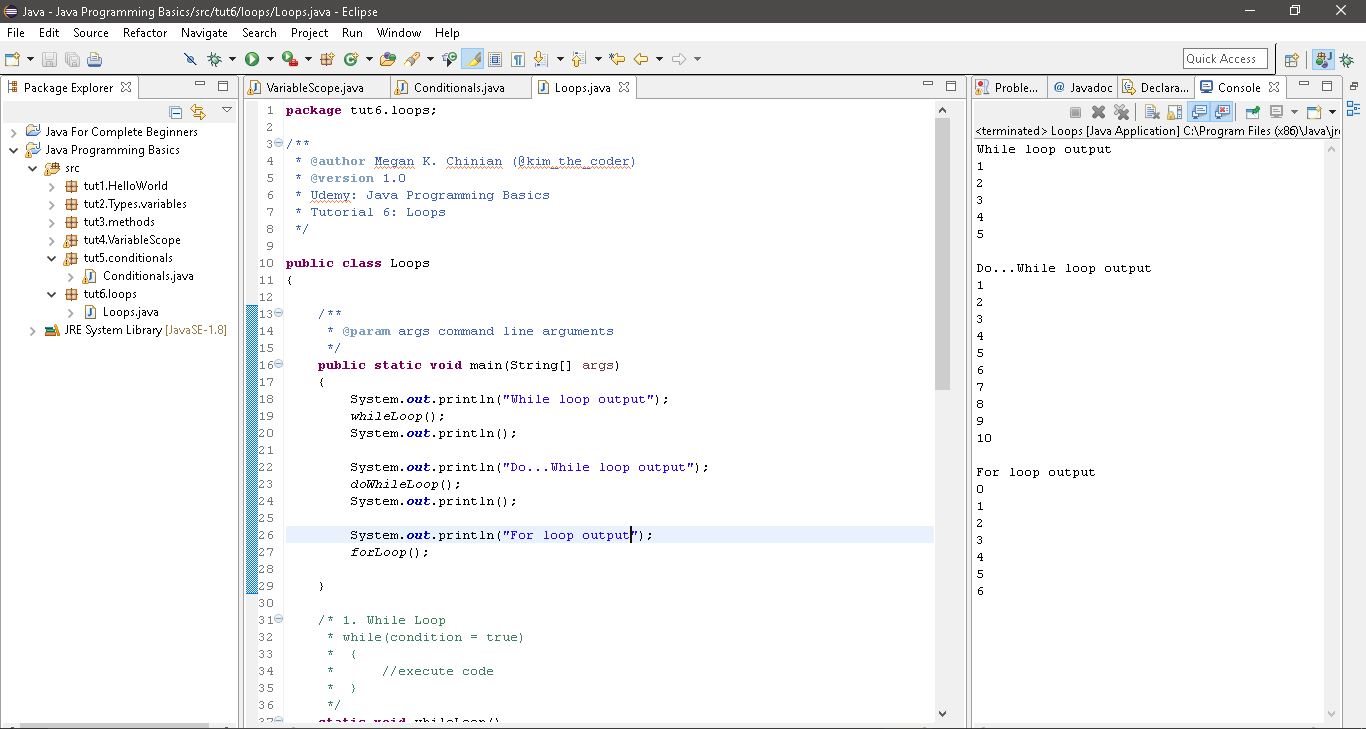 Java - Java Programming Basics/src/tut6/loops/Loops.java - Eclipse
File Edit Source Refactor Navigate Search Project Run Window Help
Quick Access
Package Explorer
Java For Complete Beginners
Java Programming Basics
src
tut1.HelloWorld
tut2.Types.variables
tut3.methods
tut4.VariableScope
tut5.conditionals
Conditionals.java
tut6.loops
Loops.java
JRE System Library [JavaSE-1.8]
VariableScope.java Conditionals.java Loops.java
1 package tut6.loops;
2
3 /**
4 * @author Megan K. Chinian (@kim_the_coder)
5 * @version 1.0
6 * Udemy: Java Programming Basics
7 * Tutorial 6: Loops
8 */
9
10 public class Loops
11 {
12
13 /**
14 * @param args command line arguments
15 */
16 public static void main(String[] args)
17 {
18 System.out.println("While loop output");
19 whileLoop();
20 System.out.println();
21
22 System.out.println("Do...While loop output");
23 doWhileLoop();
24 System.out.println();
25
26 System.out.println("For loop output");
27 forLoop();
28
29 }
30
31 /* 1. While Loop
32 * while(condition = true)
33 * {
34 * //execute code
35 * }
36 */
37 static void whileLoop()
Proble... @ Javadoc Declara... Console
<terminated> Loops [Java Application] C:\Program Files (x86)\Java\jr
While loop output
1
2
3
4
5
Do...While loop output
1
2
3
4
5
6
7
8
9
10
For loop output
0
1
2
3
4
5
6